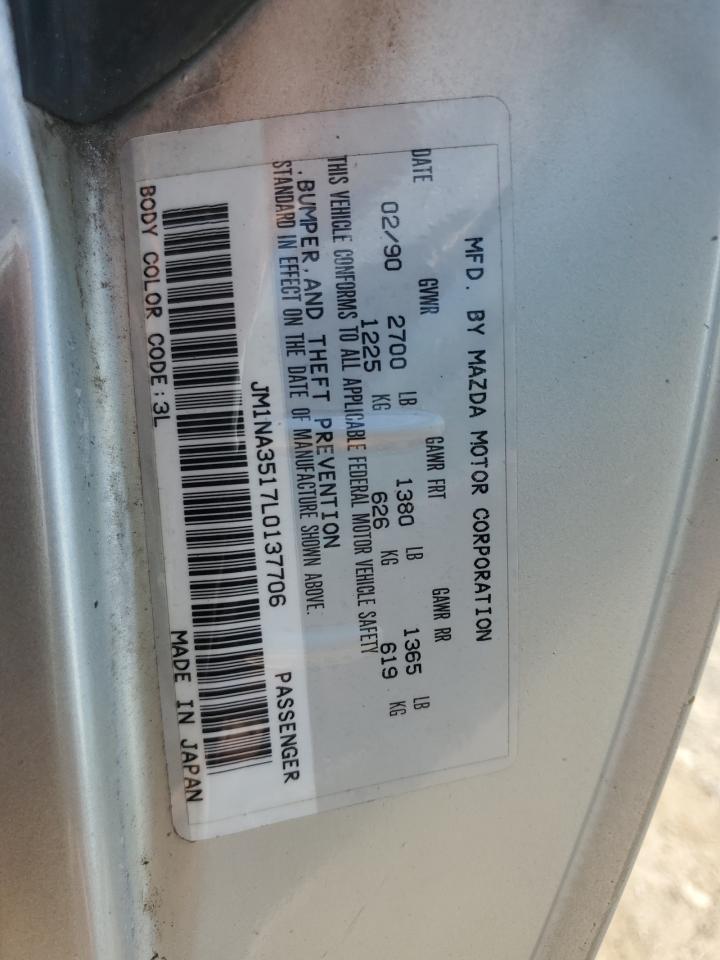 MFD. BY MAZDA MOTOR CORPORATION
DATE GVWR GAWR FRT GAWR RR
02/90 2700 LB 1380 LB 1365 LB
1225 KG 626 KG 619 KG
THIS VEHICLE CONFORMS TO ALL APPLICABLE FEDERAL MOTOR VEHICLE SAFETY
,BUMPER,AND THEFT PREVENTION
STANDARD IN EFFECT ON THE DATE OF MANUFACTURE SHOWN ABOVE.
JM1NA3517L0137706 PASSENGER
BODY COLOR CODE:3L MADE IN JAPAN